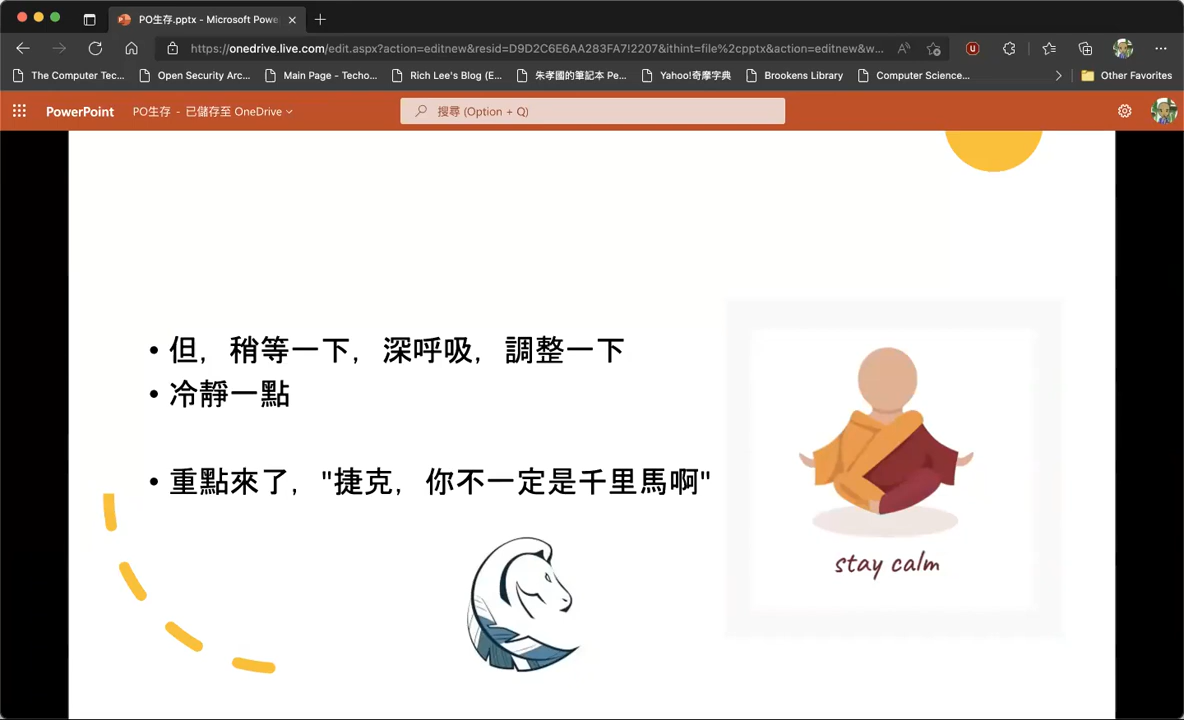 PO生存.pptx - Microsoft Powe
https://onedrive.live.com/edit.aspx?action=editnew&resid=D9D2C6E6AA283FA7!2207&ithint=file%2cpptx&action=editnew&w...
The Computer Tec...
Open Security Arc...
Main Page - Techo...
Rich Lee's Blog (E...
朱孝國的筆記本 Pe...
Yahoo!奇摩字典
Brookens Library
Computer Science...
Other Favorites
PowerPoint
PO生存 - 已儲存至 OneDrive
搜尋 (Option + Q)
• 但，稍等一下，深呼吸，調整一下
• 冷靜一點
• 重點來了，"捷克，你不一定是千里馬啊"
stay calm